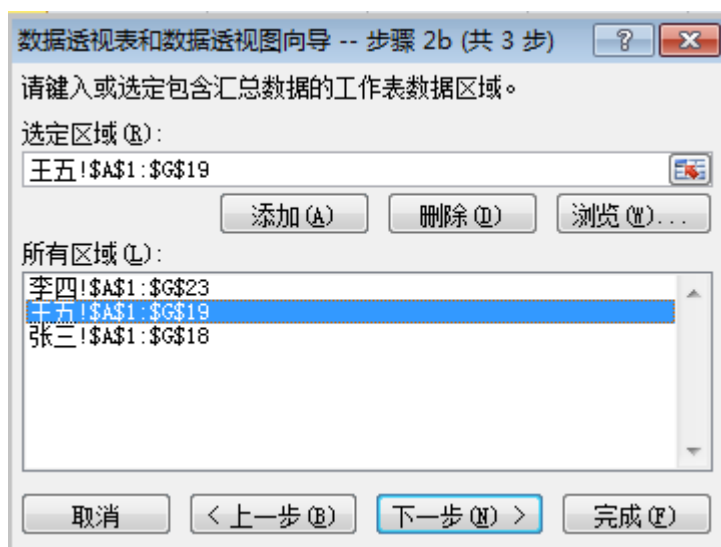 数据透视表和数据透视图向导 -- 步骤 2b (共 3 步)
请键入或选定包含汇总数据的工作表数据区域。
选定区域(R):
王五!$A$1:$G$19
添加(A) 删除(D) 浏览(W)...
所有区域(L):
李四!$A$1:$G$23
王五!$A$1:$G$19
张三!$A$1:$G$18
取消 < 上一步(B) 下一步(N) > 完成(F)